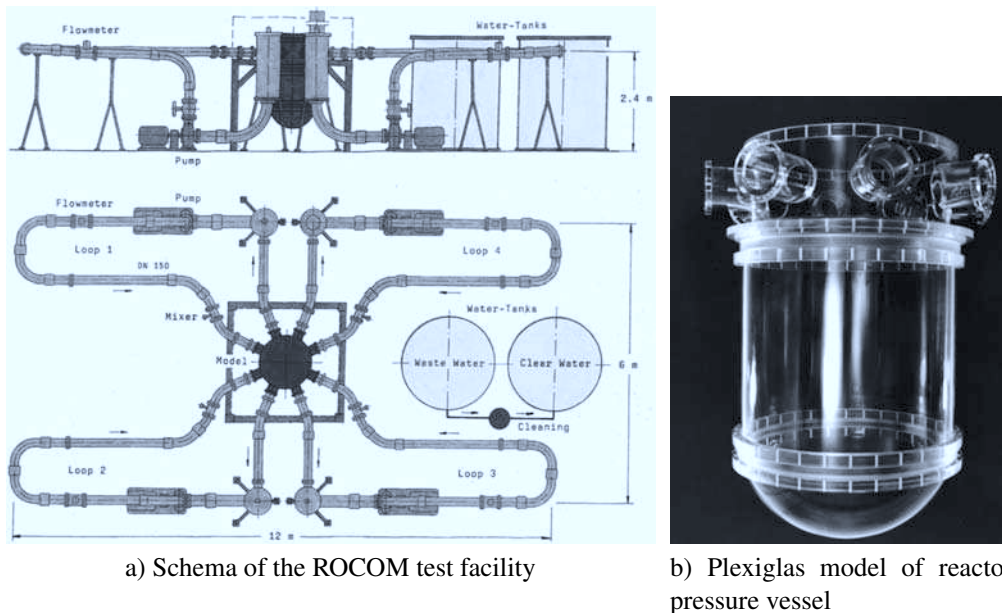 Flowmeter
Water-Tanks
2.4 m
Pump
Flowmeter
Pump
Loop 1
Loop 4
DN 150
Mixer
Water-Tanks
Model
Waste Water
Clear Water
6 m
Cleaning
Loop 2
Loop 3
12 m
a) Schema of the ROCOM test facility
b) Plexiglas model of reacto
pressure vessel